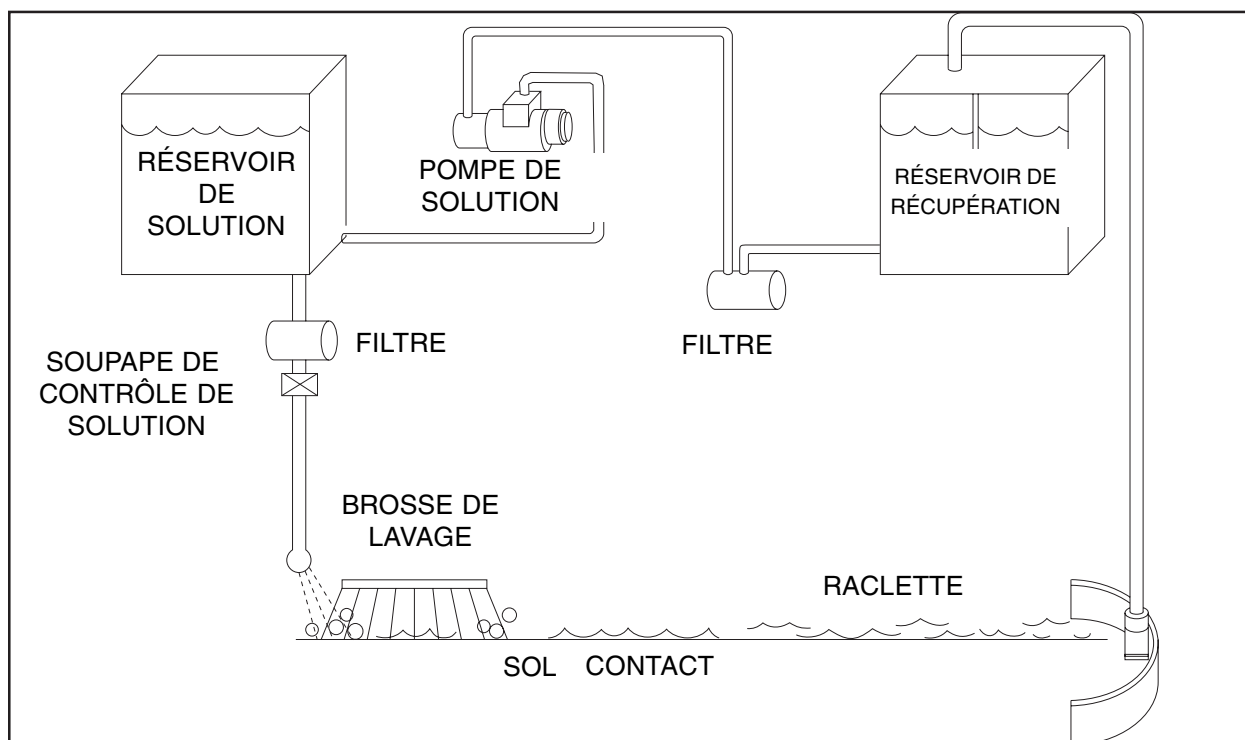 RÉSERVOIR
DE
SOLUTION
POMPE DE
SOLUTION
RÉSERVOIR DE
RÉCUPÉRATION
FILTRE
FILTRE
SOUPAPE DE
CONTRÔLE DE
SOLUTION
BROSSE DE
LAVAGE
RACLETTE
SOL CONTACT